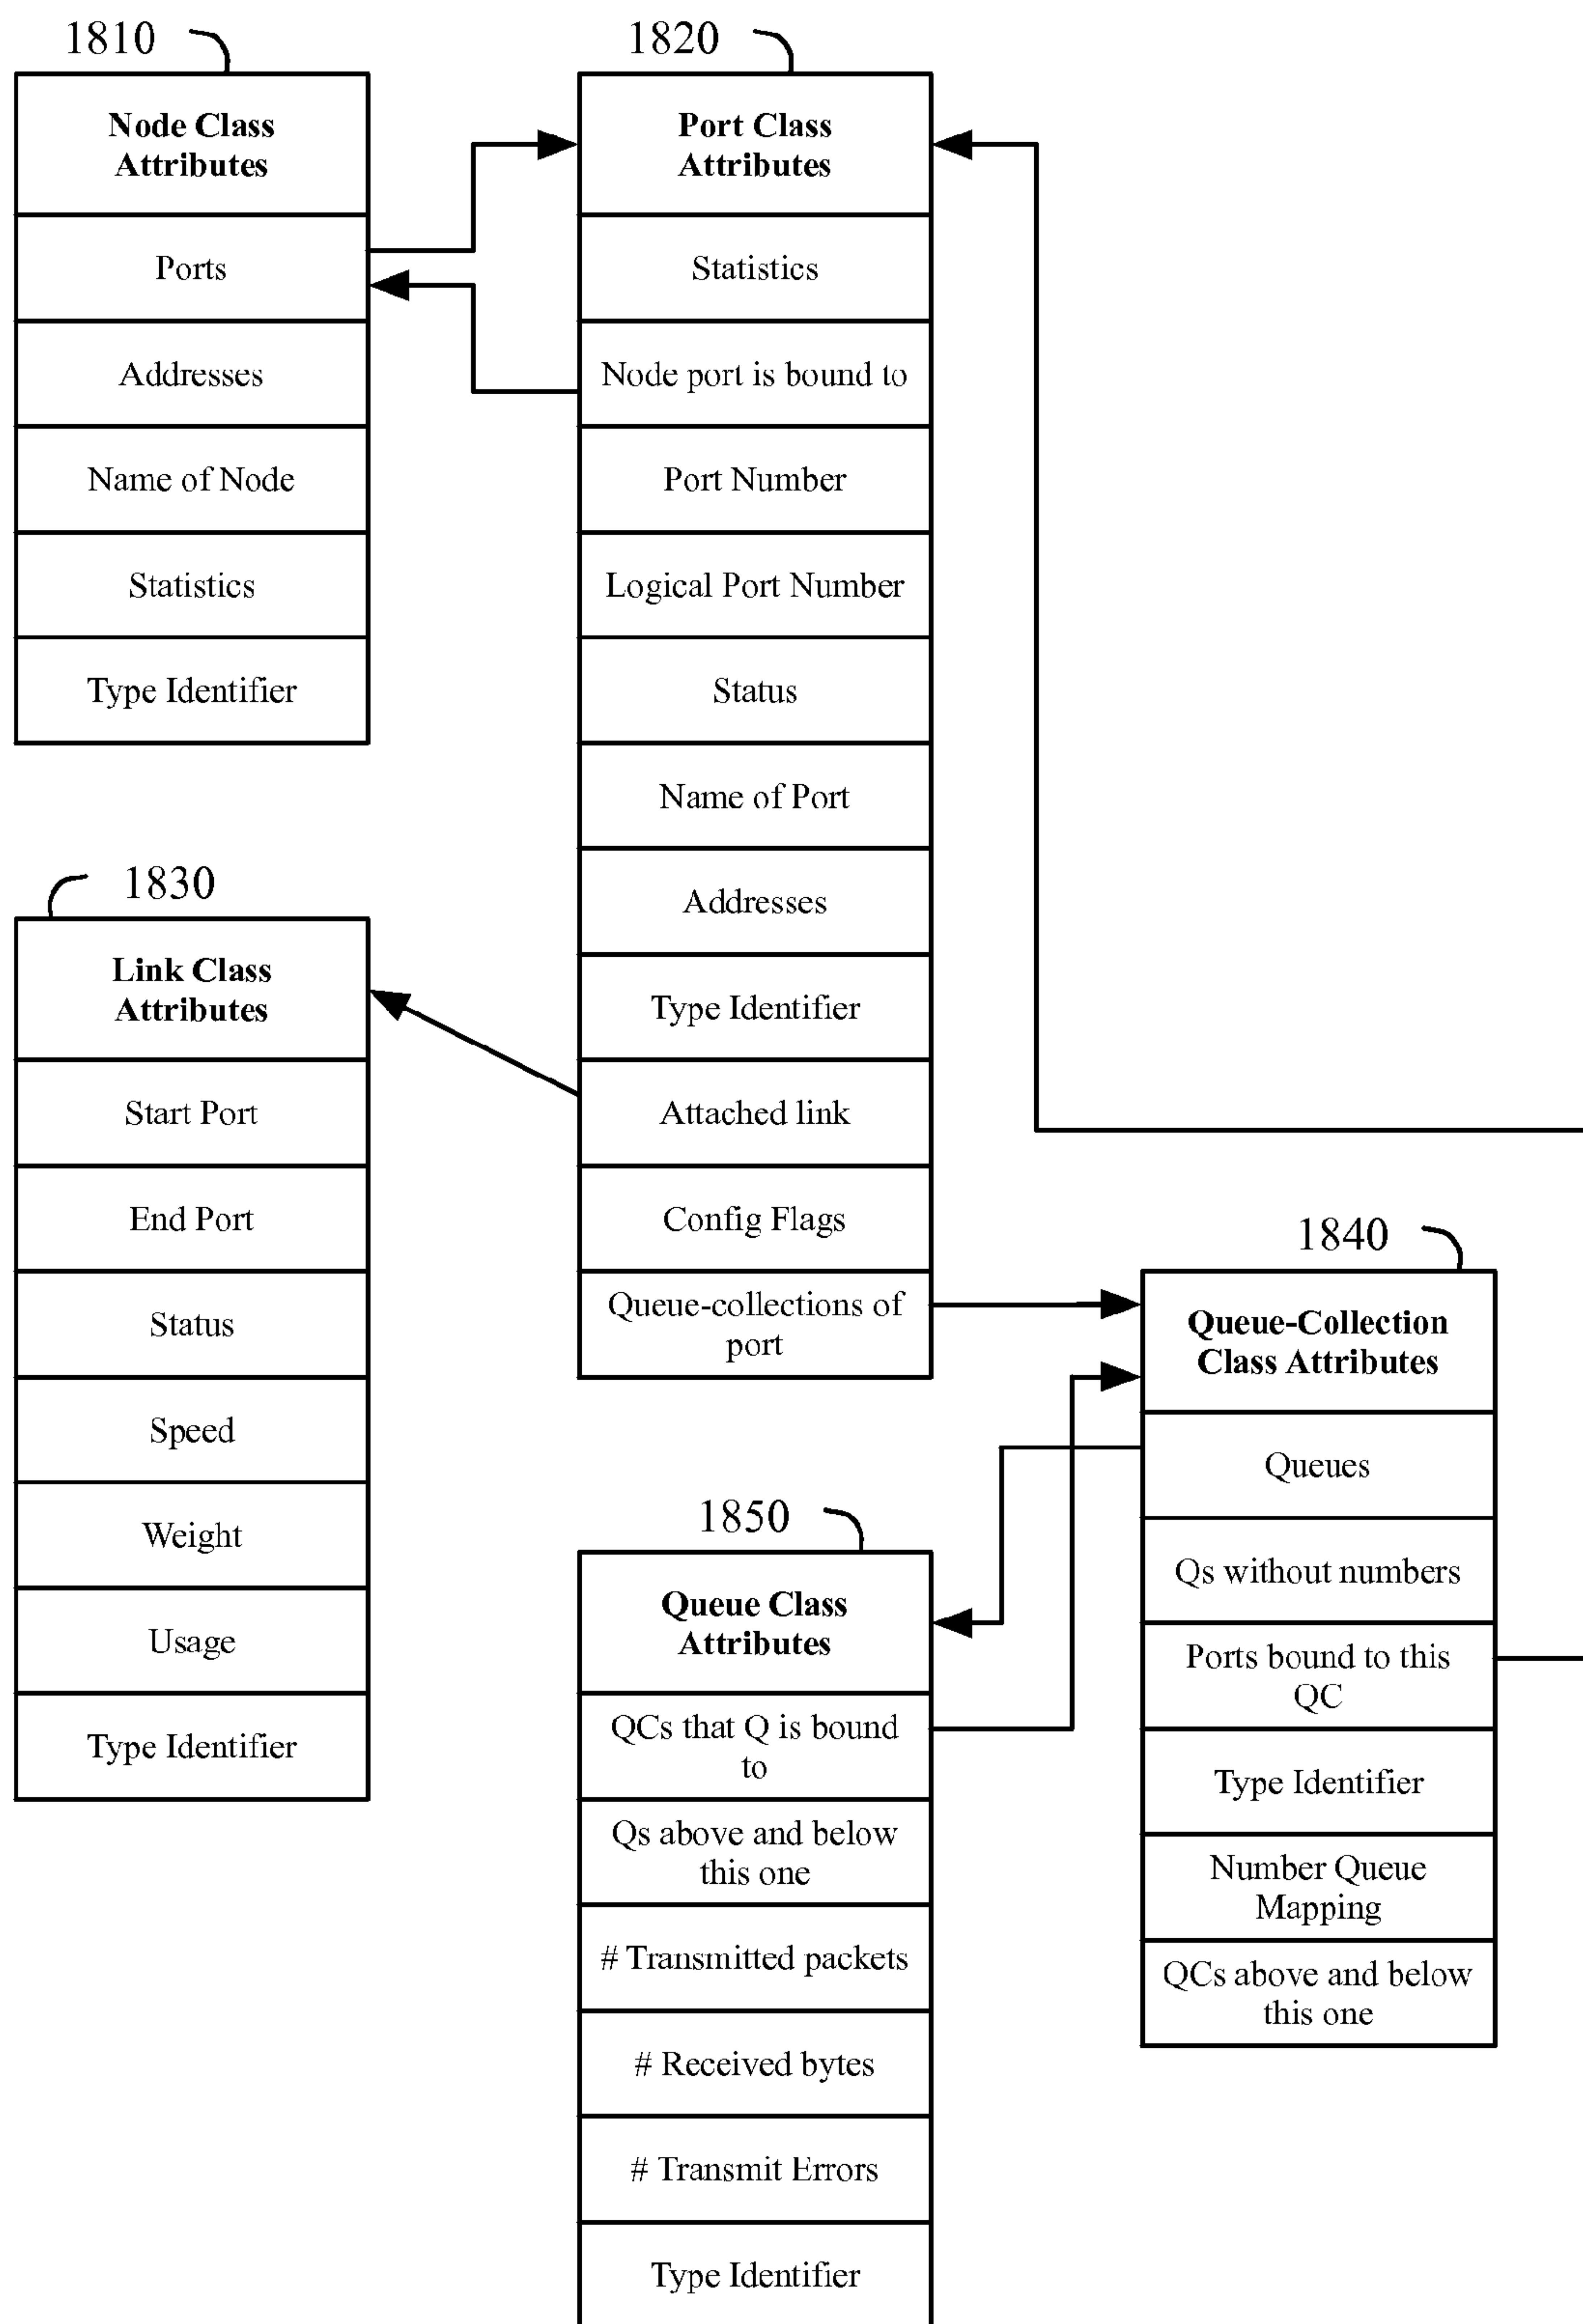 1810
Node Class
Attributes
Ports
Addresses
Name of Node
Statistics
Type Identifier
1820
Port Class
Attributes
Statistics
Node port is bound to
Port Number
Logical Port Number
Status
Name of Port
Addresses
Type Identifier
Attached link
Config Flags
Queue-collections of
port
1830
Link Class
Attributes
Start Port
End Port
Status
Speed
Weight
Usage
Type Identifier
1840
Queue-Collection
Class Attributes
Queues
Qs without numbers
Ports bound to this
QC
Type Identifier
Number Queue
Mapping
QCs above and below
this one
1850
Queue Class
Attributes
QCs that Q is bound
to
Qs above and below
this one
# Transmitted packets
# Received bytes
# Transmit Errors
Type Identifier